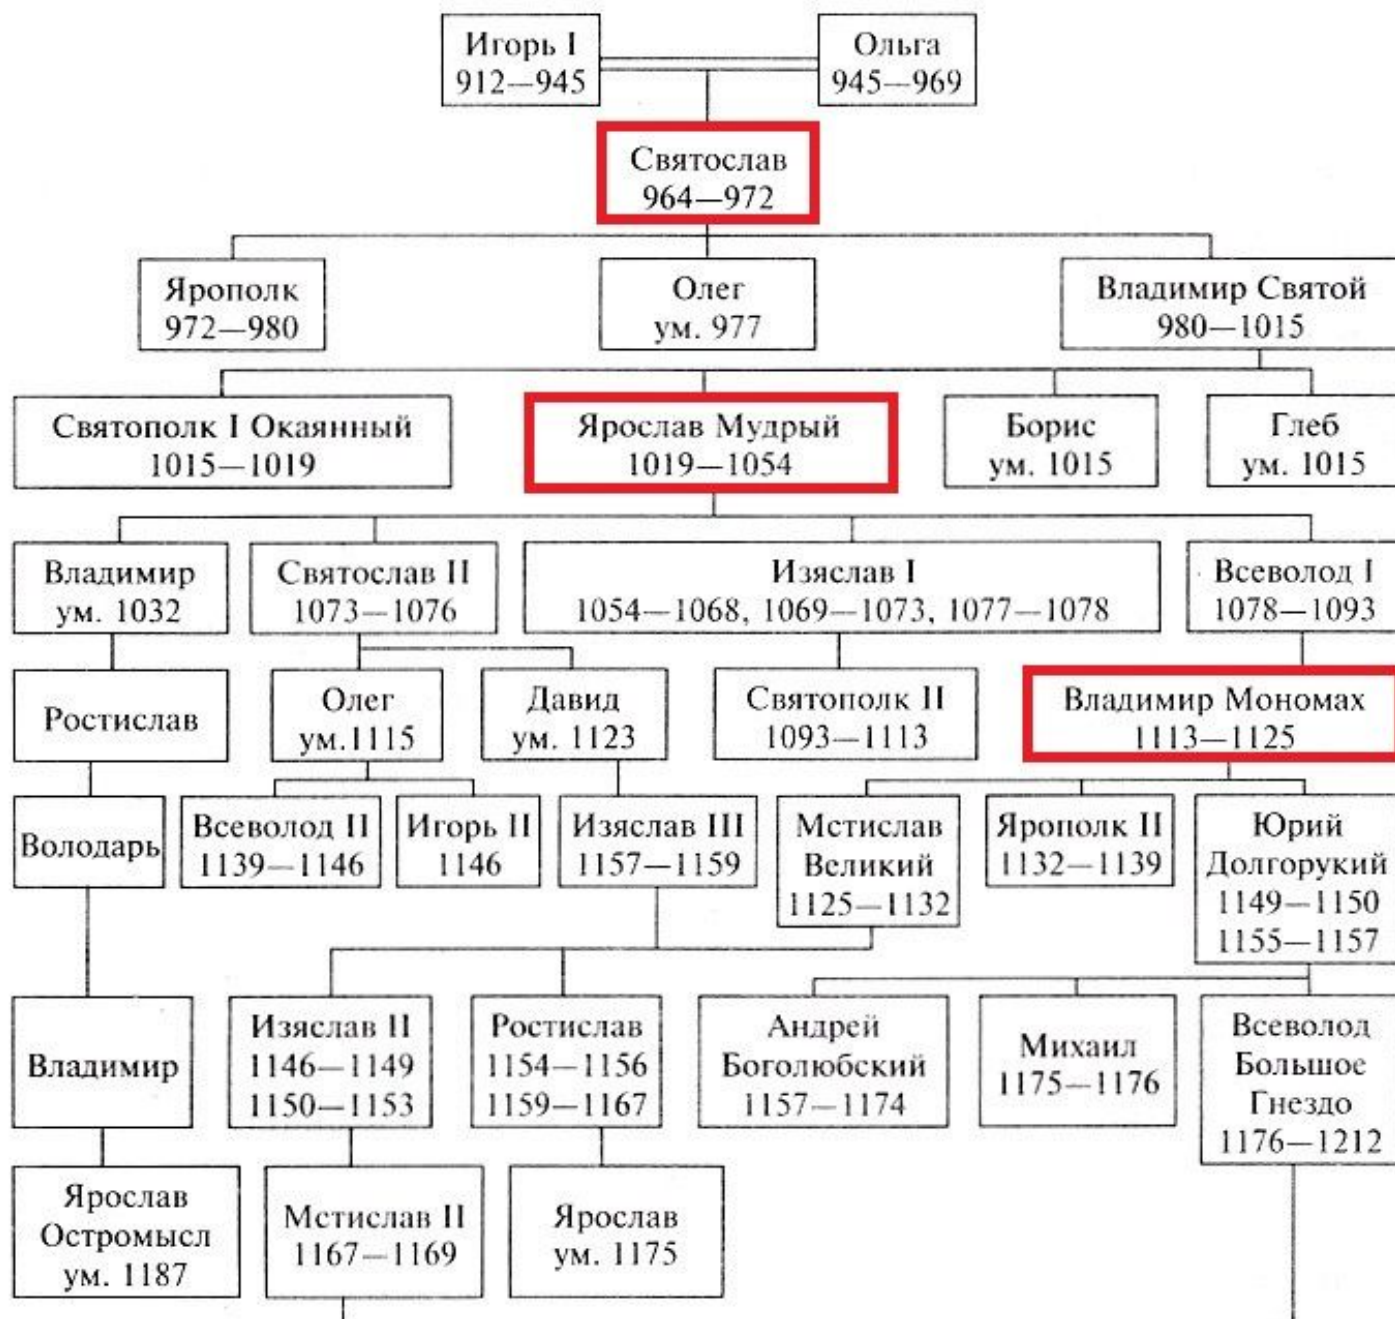 Игорь I
912—945
Ольга
945—969
Святослав
964—972
Ярополк
972—980
Олег
ум. 977
Владимир Святой
980—1015
Святополк I Окаянный
1015—1019
Ярослав Мудрый
1019—1054
Борис
ум. 1015
Глеб
ум. 1015
Владимир
ум. 1032
Святослав II
1073—1076
Изяслав I
1054—1068, 1069—1073, 1077—1078
Всеволод I
1078—1093
Ростислав
Олег
ум.1115
Давид
ум. 1123
Святополк II
1093—1113
Владимир Мономах
1113—1125
Володарь
Всеволод II
1139—1146
Игорь II
1146
Изяслав III
1157—1159
Мстислав
Великий
1125—1132
Ярополк II
1132—1139
Юрий
Долгорукий
1149—1150
1155—1157
Владимир
Изяслав II
1146—1149
1150—1153
Ростислав
1154—1156
1159—1167
Андрей
Боголюбский
1157—1174
Михаил
1175—1176
Всеволод
Большое
Гнездо
1176—1212
Ярослав
Остромысл
ум. 1187
Мстислав II
1167—1169
Ярослав
ум. 1175